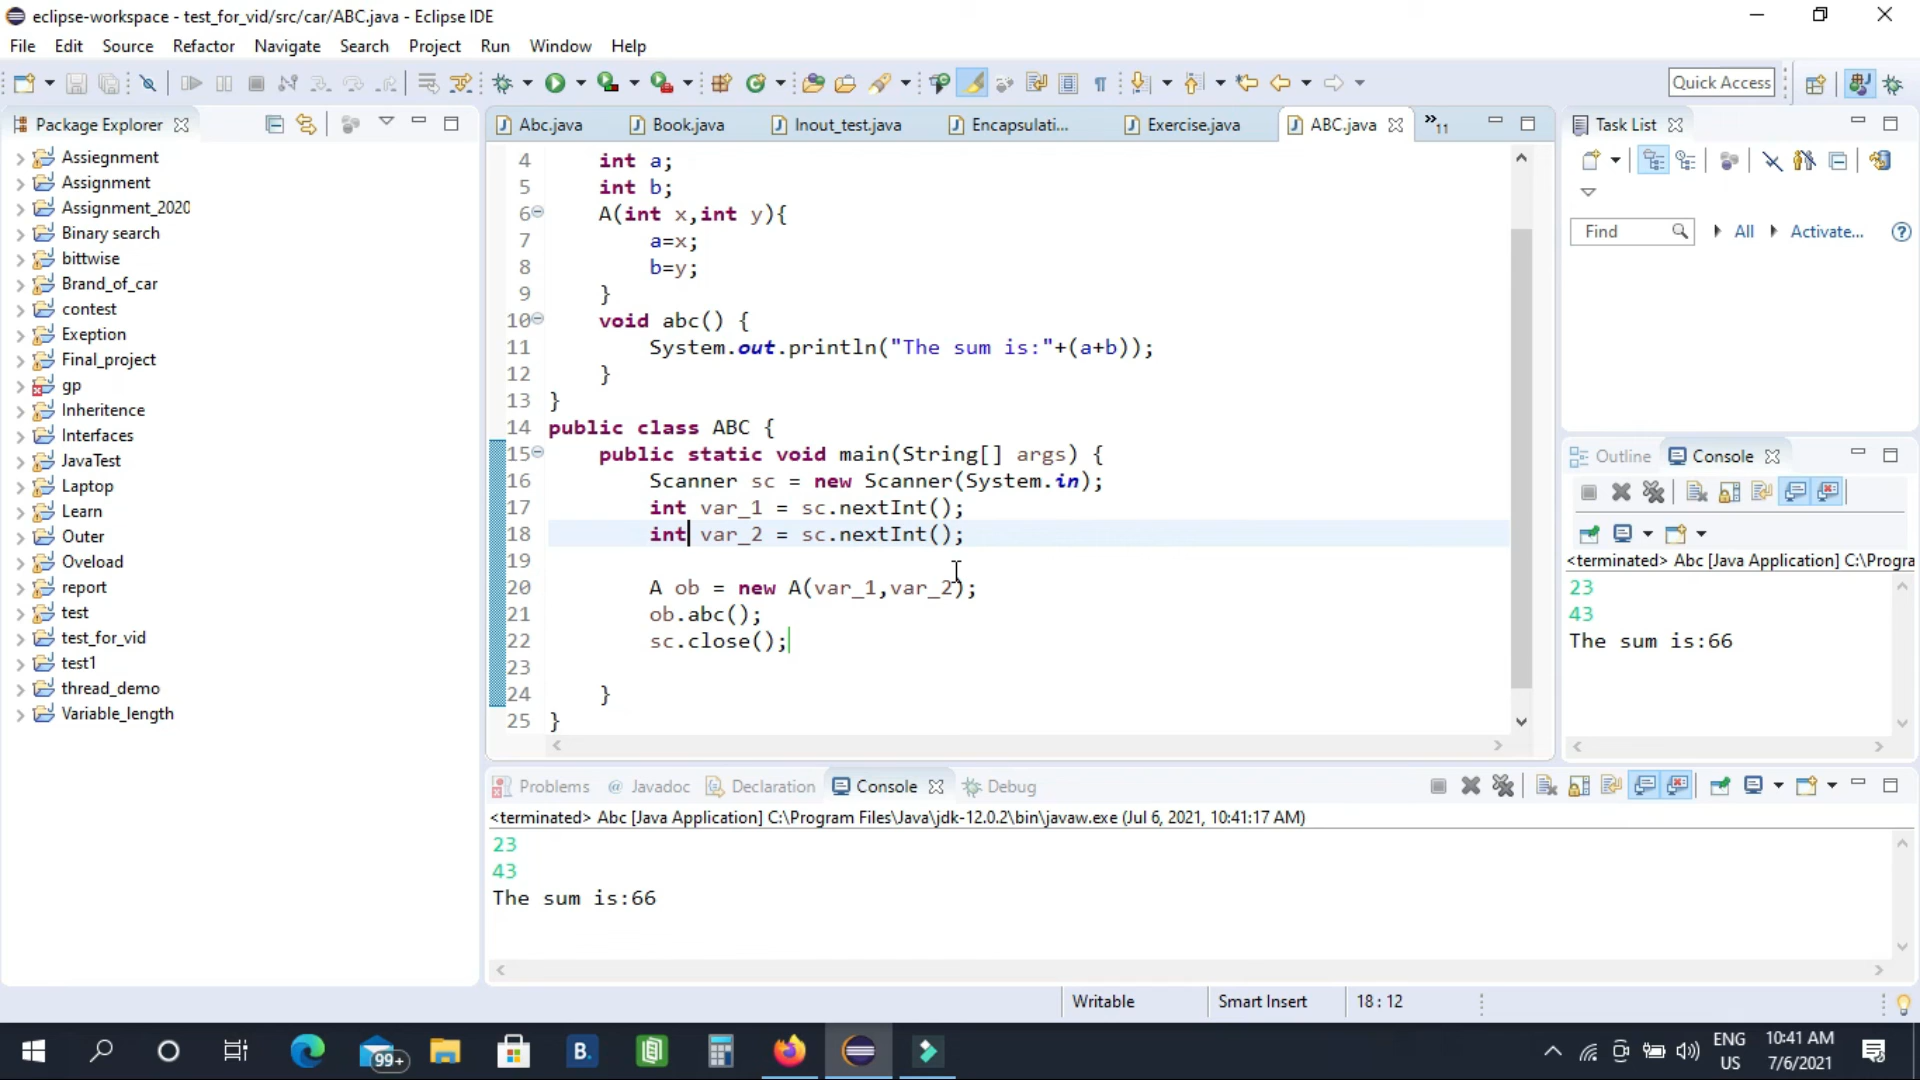 eclipse-workspace - test_for_vid/src/car/ABC.java - Eclipse IDE
File Edit Source Refactor Navigate Search Project Run Window Help
Quick Access
Package Explorer
Assiegnment
Assignment
Assignment_2020
Binary search
bittwise
Brand_of_car
contest
Exeption
Final_project
gp
Inheritence
Interfaces
JavaTest
Laptop
Learn
Outer
Oveload
report
test
test_for_vid
test1
thread_demo
Variable_length
Abc.java Book.java Inout_test.java Encapsulati... Exercise.java ABC.java »11
4 int a;
5 int b;
6 A(int x,int y){
7 a=x;
8 b=y;
9 }
10 void abc() {
11 System.out.println("The sum is:"+(a+b));
12 }
13 }
14 public class ABC {
15 public static void main(String[] args) {
16 Scanner sc = new Scanner(System.in);
17 int var_1 = sc.nextInt();
18 int var_2 = sc.nextInt();
19
20 A ob = new A(var_1,var_2);
21 ob.abc();
22 sc.close();
23
24 }
25 }
Task List
Find All Activate...
Outline Console
<terminated> Abc [Java Application] C:\Progra
23
43
The sum is:66
Problems @ Javadoc Declaration Console Debug
<terminated> Abc [Java Application] C:\Program Files\Java\jdk-12.0.2\bin\javaw.exe (Jul 6, 2021, 10:41:17 AM)
23
43
The sum is:66
Writable Smart Insert 18 : 12
99+
B.
ENG
US
10:41 AM
7/6/2021